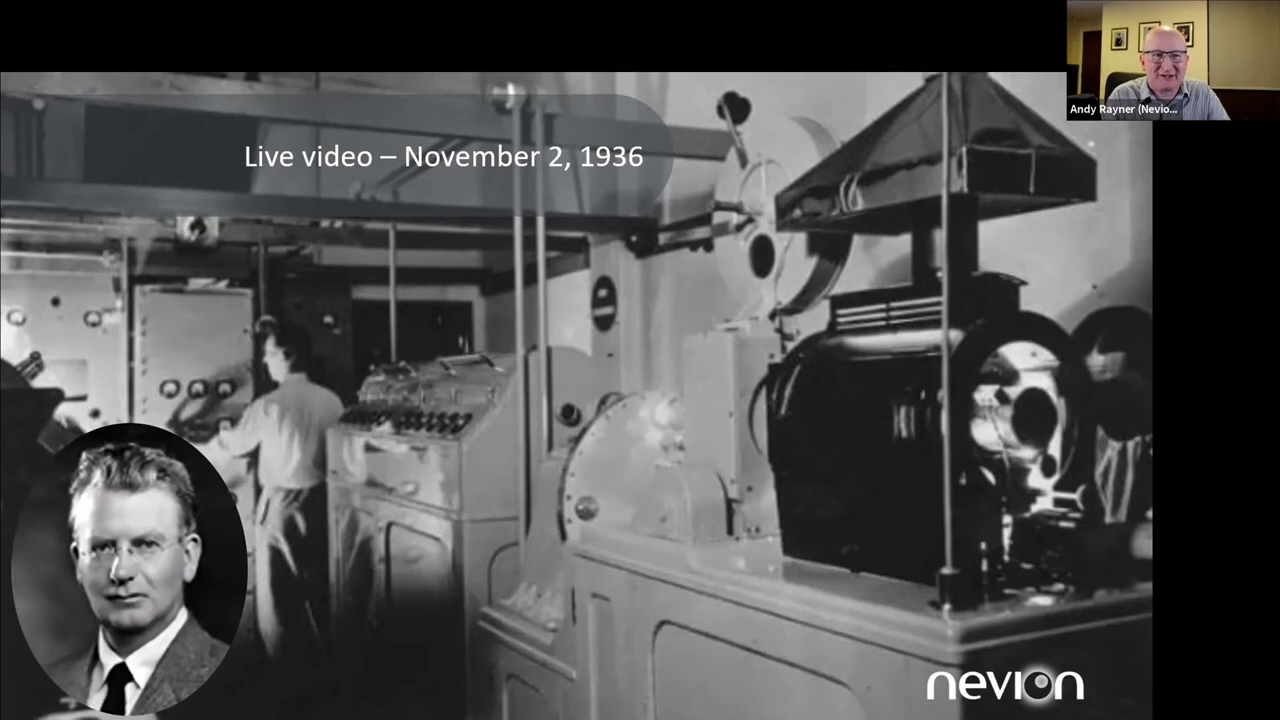 Andy Rayner (Nevio...
Live video – November 2, 1936
nevion